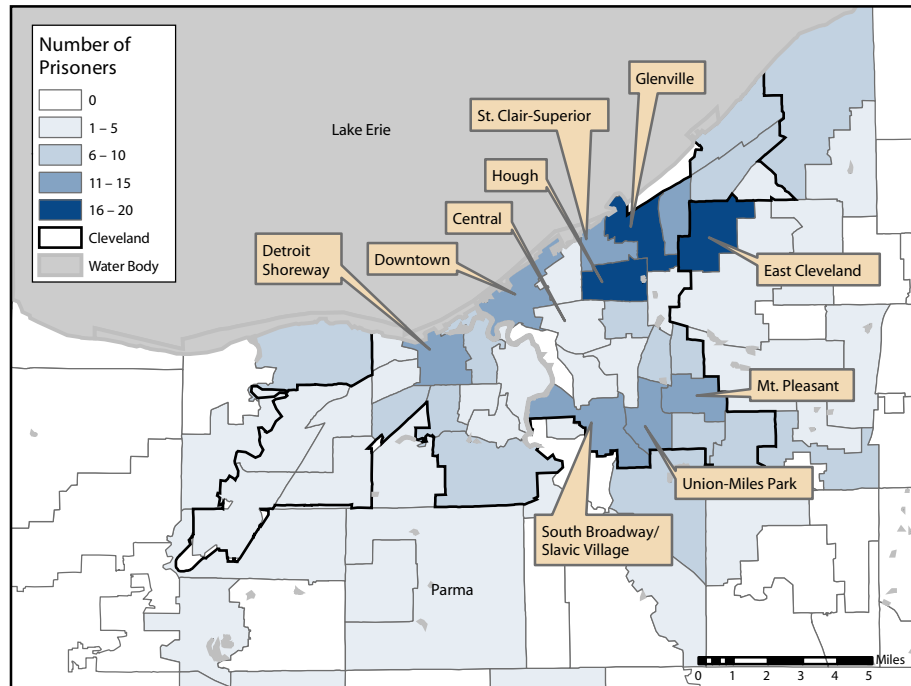 Number of
Prisoners
0
1 – 5
6 – 10
11 – 15
16 – 20
Cleveland
Water Body
Lake Erie
Glenville
St. Clair-Superior
Hough
Central
Detroit
Shoreway
Downtown
East Cleveland
Mt. Pleasant
Union-Miles Park
South Broadway/
Slavic Village
Parma
Miles
0 1 2 3 4 5